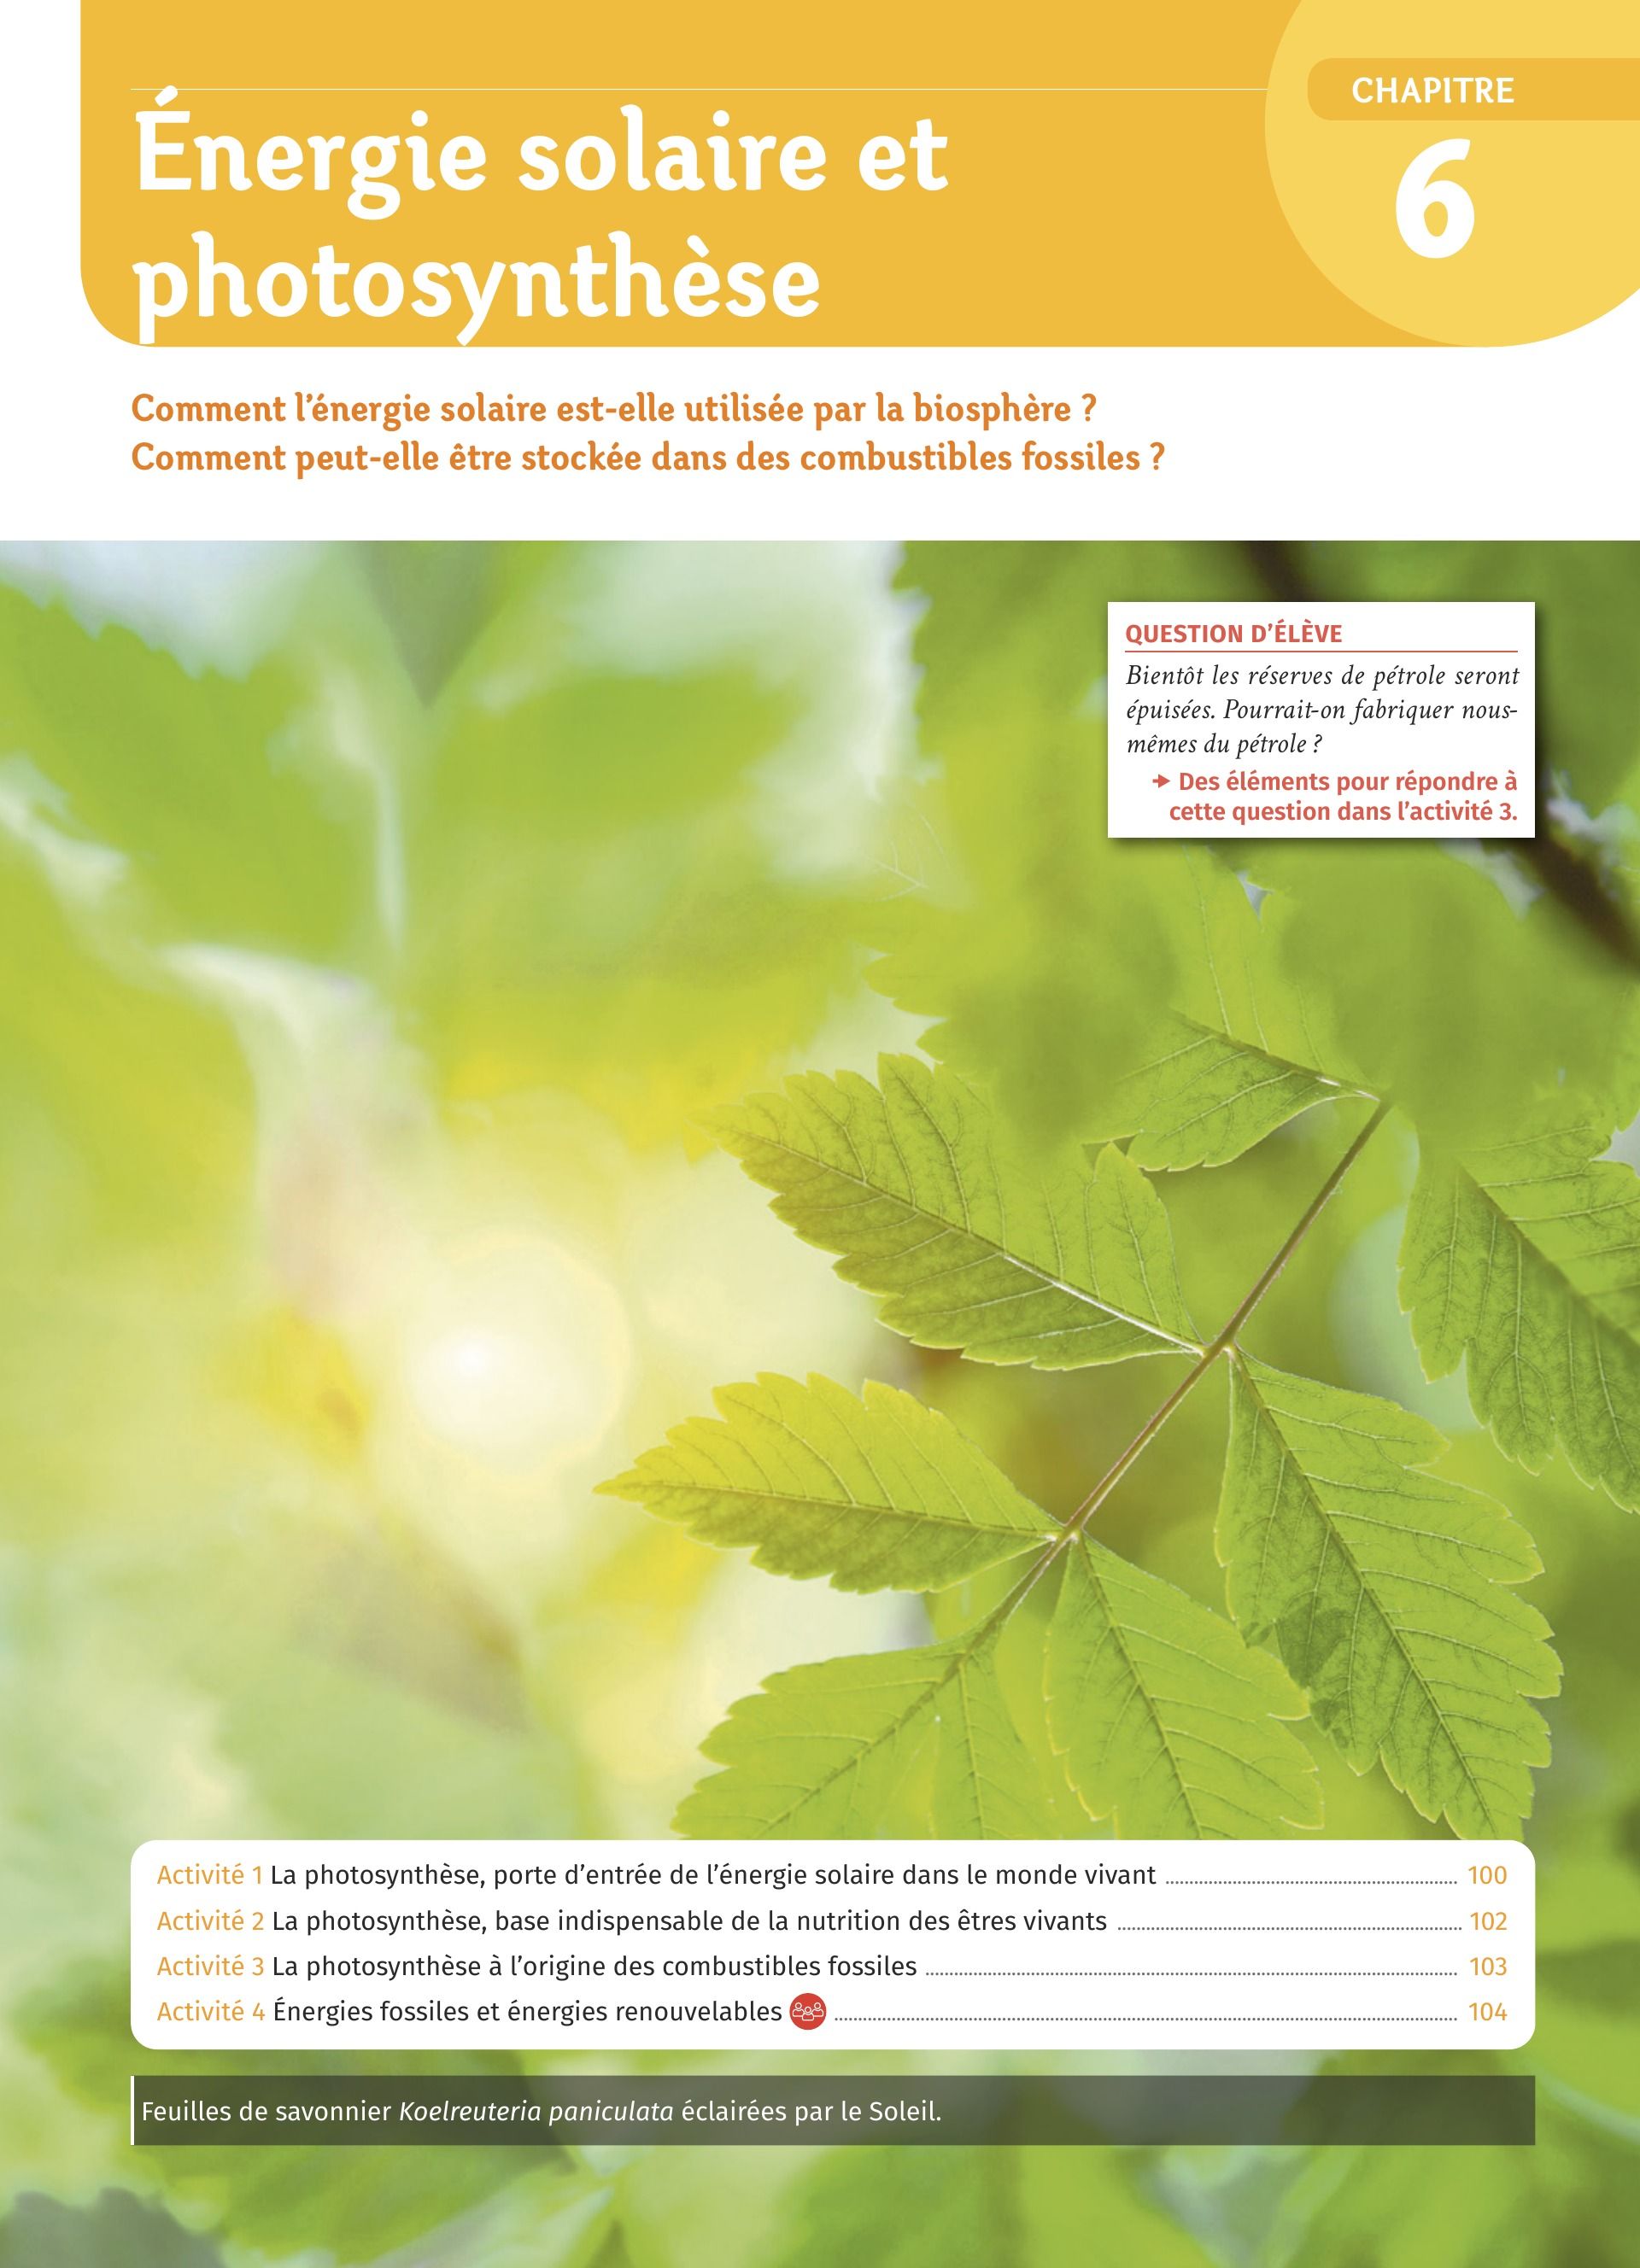 CHAPITRE
6
Énergie solaire et
photosynthèse
Comment l’énergie solaire est-elle utilisée par la biosphère ?
Comment peut-elle être stockée dans des combustibles fossiles ?
QUESTION D’ÉLÈVE
Bientôt les réserves de pétrole seront
épuisées. Pourrait-on fabriquer nous-
mêmes du pétrole ?
➔ Des éléments pour répondre à
cette question dans l’activité 3.
Activité 1 La photosynthèse, porte d’entrée de l’énergie solaire dans le monde vivant ........ 100
Activité 2 La photosynthèse, base indispensable de la nutrition des êtres vivants ........ 102
Activité 3 La photosynthèse à l’origine des combustibles fossiles ........ 103
Activité 4 Énergies fossiles et énergies renouvelables ........ 104
Feuilles de savonnier Koelreuteria paniculata éclairées par le Soleil.